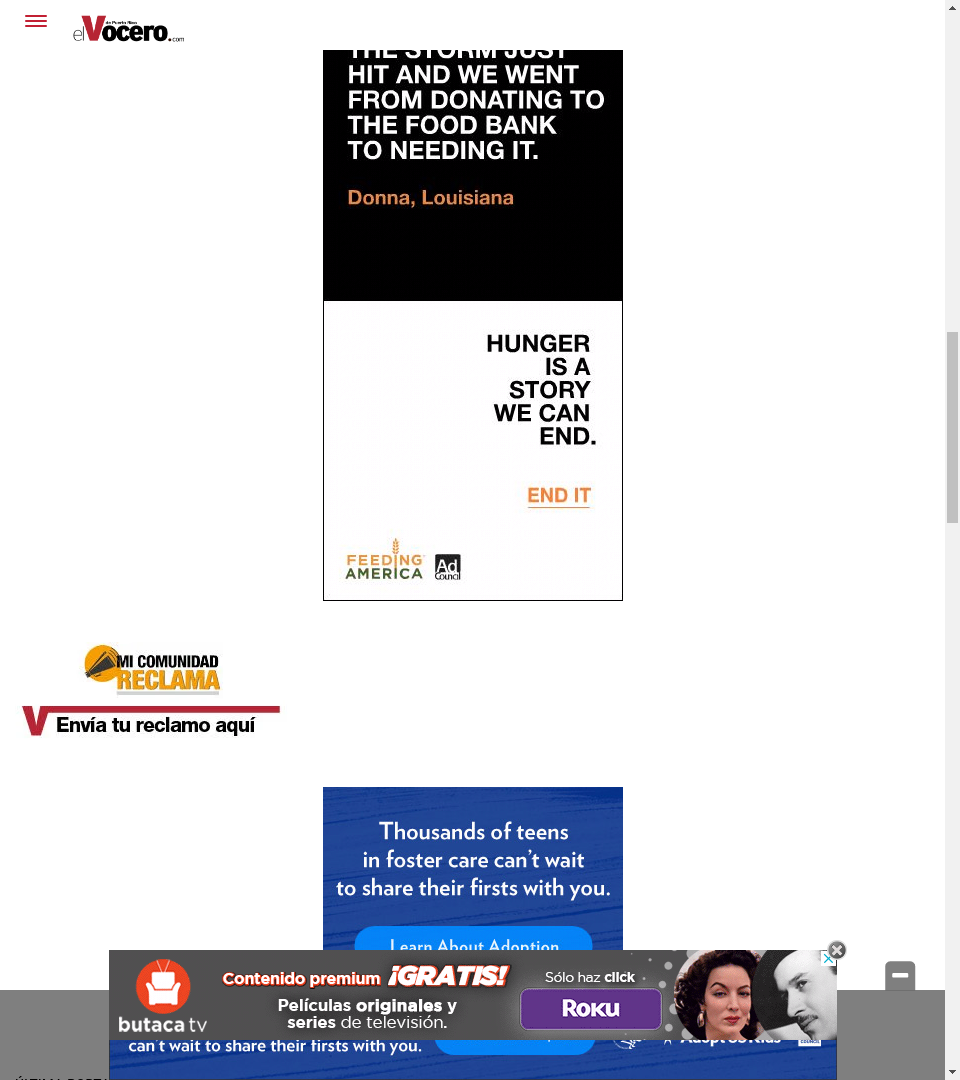 el Vocero.com
de Puerto Rico
THE STORM JUST
HIT AND WE WENT
FROM DONATING TO
THE FOOD BANK
TO NEEDING IT.
Donna, Louisiana
HUNGER
IS A
STORY
WE CAN
END.
END IT
FEEDING
AMERICA
Ad
Council
MI COMUNIDAD
RECLAMA
Envía tu reclamo aquí
Thousands of teens
in foster care can't wait
to share their firsts with you.
Learn About Adoption
Contenido premium ¡GRATIS!
Películas originales y
series de televisión.
butaca tv
Sólo haz click
ROKU
can't wait to share their firsts with you.
AdoptUSKids
COUNCIL